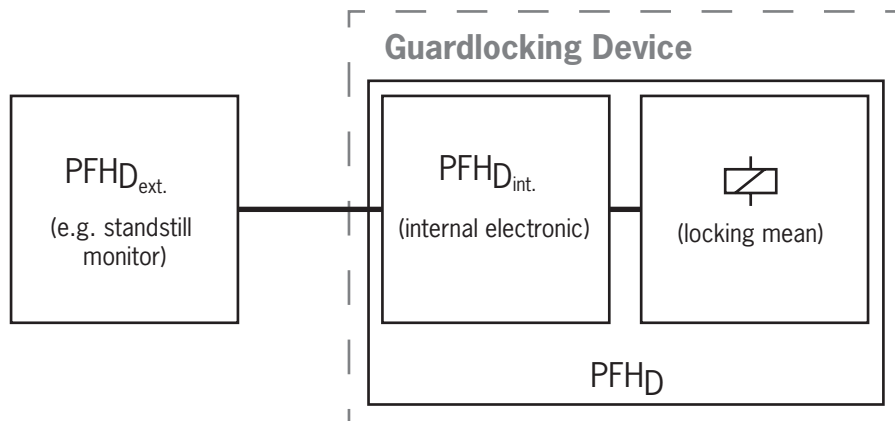 Guardlocking Device
PFHDext.
(e.g. standstill
monitor)
PFHDint.
(internal electronic)
(locking mean)
PFHD